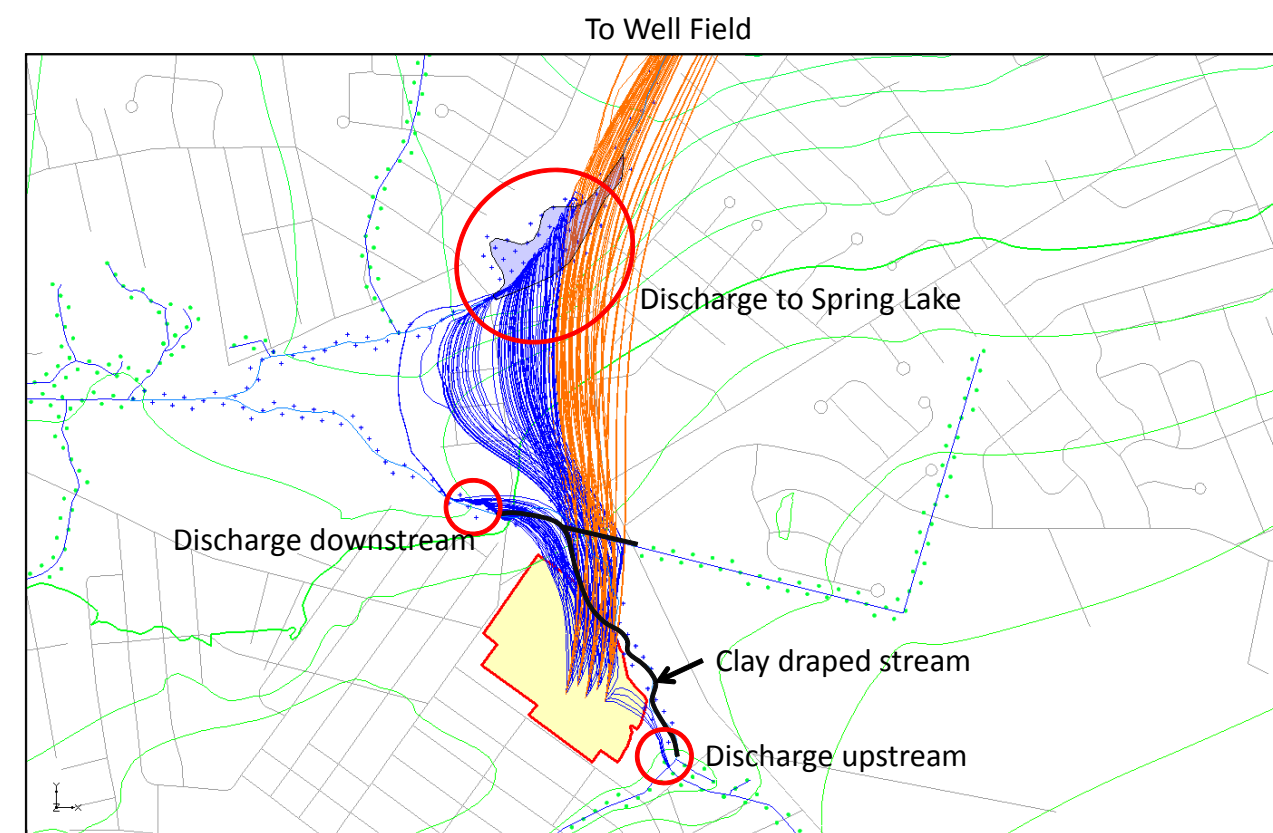 To Well Field
Discharge to Spring Lake
Discharge downstream
Clay draped stream
Discharge upstream
Y
Z
X